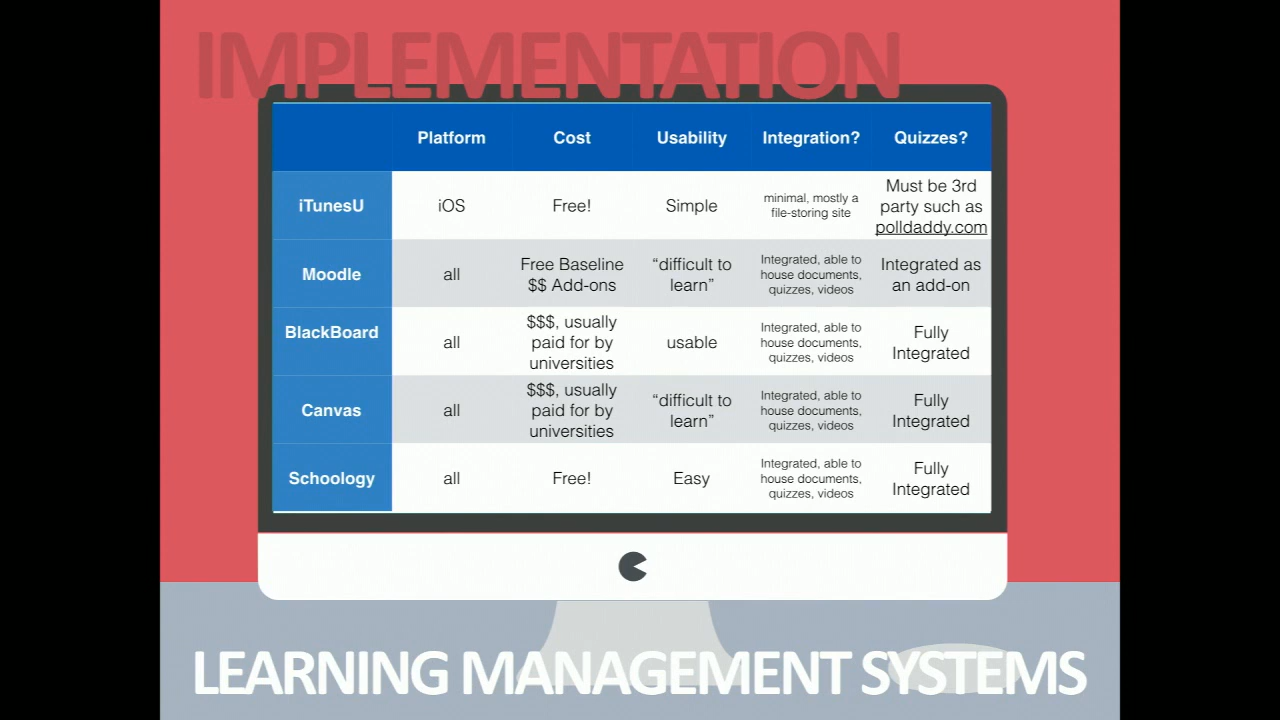 IMPLEMENTATION
Platform Cost Usability Integration? Quizzes?
iTunesU iOS Free! Simple minimal, mostly a file-storing site Must be 3rd party such as polldaddy.com
Moodle all Free Baseline $$ Add-ons “difficult to learn” Integrated, able to house documents, quizzes, videos Integrated as an add-on
BlackBoard all $$$, usually paid for by universities usable Integrated, able to house documents, quizzes, videos Fully Integrated
Canvas all $$$, usually paid for by universities “difficult to learn” Integrated, able to house documents, quizzes, videos Fully Integrated
Schoology all Free! Easy Integrated, able to house documents, quizzes, videos Fully Integrated
LEARNING MANAGEMENT SYSTEMS